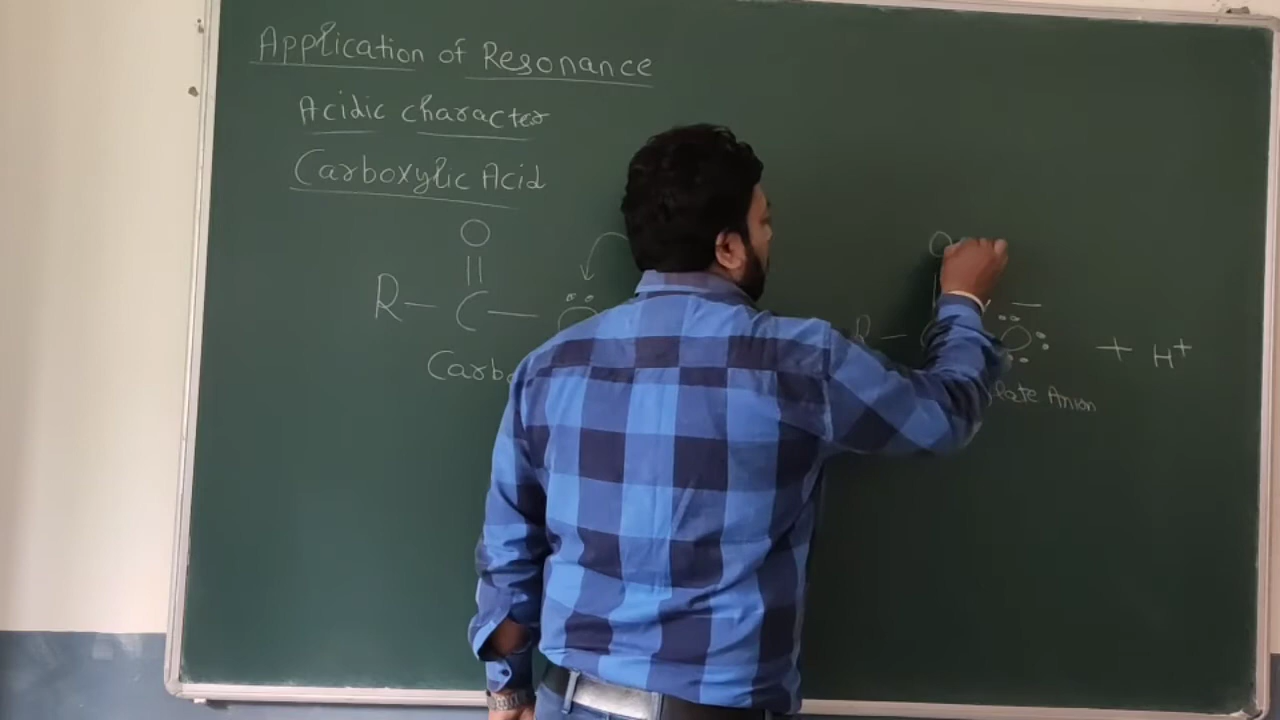 Application of Resonance
Acidic character
Carboxylic Acid
O
R — C — O
O
R — O + H+
Anion